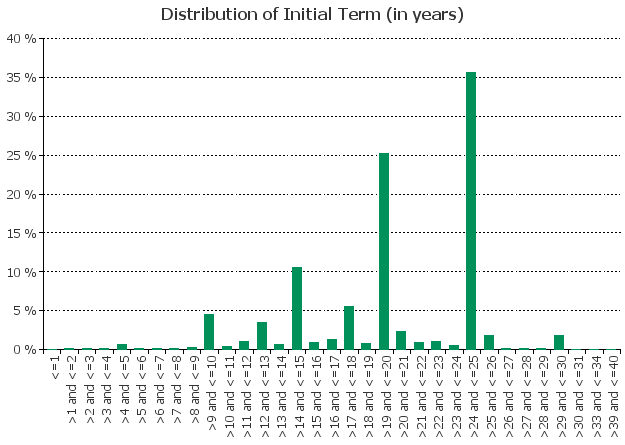 Distribution of Initial Term (in years)
40 %
35 %
30 %
25 %
20 %
15 %
10 %
5 %
0 %
<=1
>1 and <=2
>2 and <=3
>3 and <=4
>4 and <=5
>5 and <=6
>6 and <=7
>7 and <=8
>8 and <=9
>9 and <=10
>10 and <=11
>11 and <=12
>12 and <=13
>13 and <=14
>14 and <=15
>15 and <=16
>16 and <=17
>17 and <=18
>18 and <=19
>19 and <=20
>20 and <=21
>21 and <=22
>22 and <=23
>23 and <=24
>24 and <=25
>25 and <=26
>26 and <=27
>27 and <=28
>28 and <=29
>29 and <=30
>30 and <=31
>33 and <=34
>39 and <=40